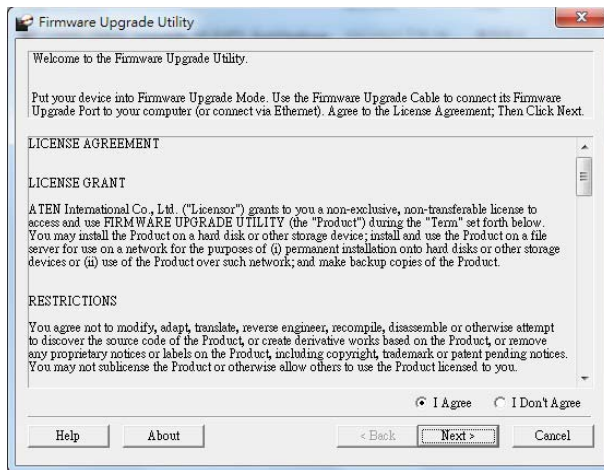 Firmware Upgrade Utility
Welcome to the Firmware Upgrade Utility.
Put your device into Firmware Upgrade Mode. Use the Firmware Upgrade Cable to connect its Firmware
Upgrade Port to your computer (or connect via Ethernet). Agree to the License Agreement; Then Click Next.
LICENSE AGREEMENT
LICENSE GRANT
ATEN International Co., Ltd. ("Licensor") grants to you a non-exclusive, non-transferable license to
access and use FIRMWARE UPGRADE UTILITY (the "Product") during the "Term" set forth below.
You may install the Product on a hard disk or other storage device; install and use the Product on a file
server for use on a network for the purposes of (i) permanent installation onto hard disks or other storage
devices or (ii) use of the Product over such network; and make backup copies of the Product.
RESTRICTIONS
You agree not to modify, adapt, translate, reverse engineer, recompile, disassemble or otherwise attempt
to discover the source code of the Product, or create derivative works based on the Product, or remove
any proprietary notices or labels on the Product, including copyright, trademark or patent pending notices.
You may not sublicense the Product or otherwise allow others to use the Product licensed to you.
I Agree I Don't Agree
Help About < Back Next > Cancel